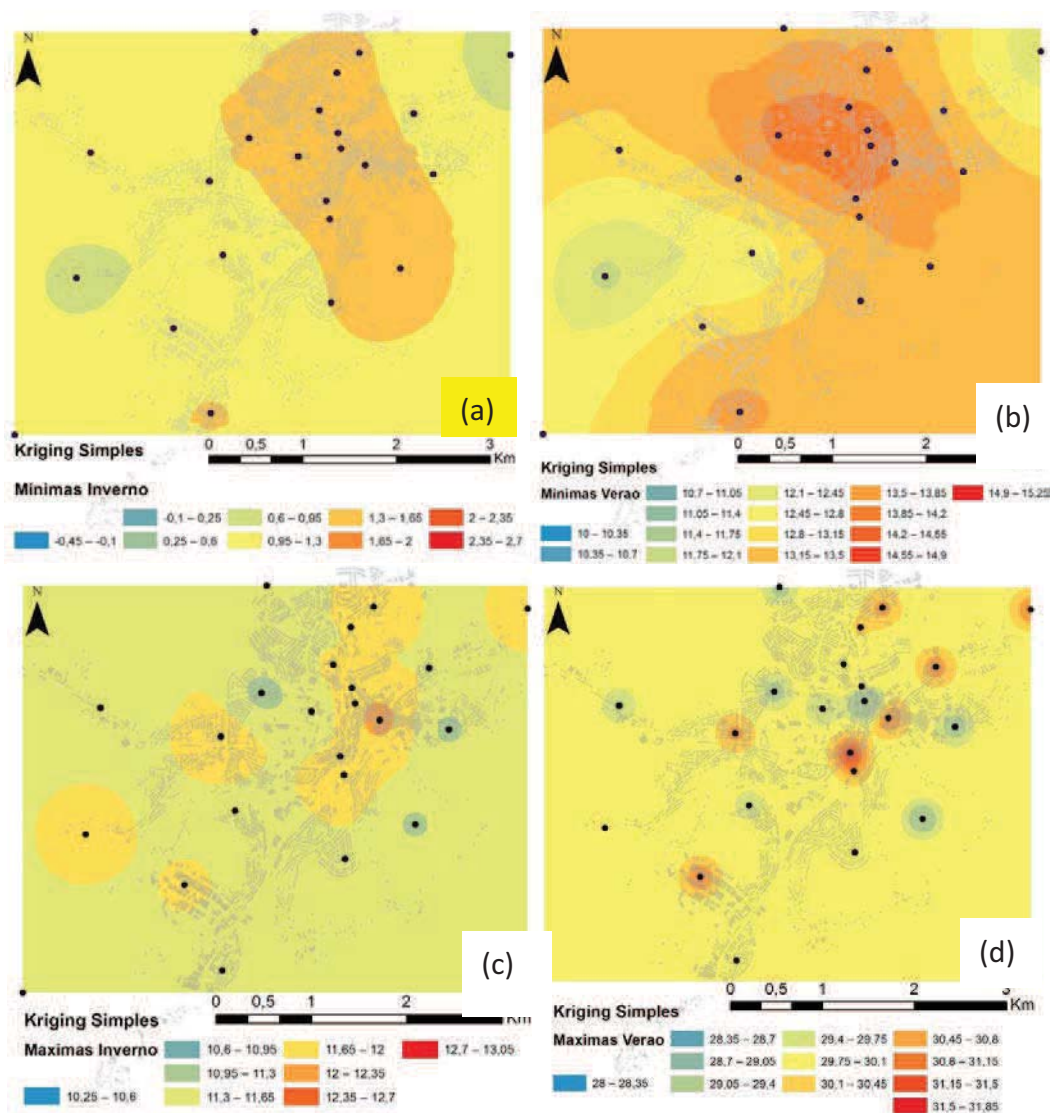 N
N
(a)
(b)
Kriging Simples
0 0,5 1 2 3
Km
Minimas Inverno
-0,45 – -0,1
-0,1 – 0,25
0,25 – 0,6
0,6 – 0,95
0,95 – 1,3
1,3 – 1,65
1,65 – 2
2 – 2,35
2,35 – 2,7
0 0,5 1 2
Km
Kriging Simples
Minimas Verao
10 – 10.35
10.35 – 10.7
10.7 – 11.05
11.05 – 11.4
11.4 – 11.75
11.75 – 12.1
12.1 – 12.45
12.45 – 12.8
12.8 – 13.15
13.15 – 13.5
13.5 – 13.85
13.85 – 14.2
14.2 – 14.55
14.55 – 14.9
14.9 – 15.25
N
N
(c)
(d)
0 0,5 1 2
Km
Kriging Simples
Maximas Inverno
10,25 – 10,6
10,6 – 10,95
10,95 – 11,3
11,3 – 11,65
11,65 – 12
12 – 12,35
12,35 – 12,7
12,7 – 13,05
0 0,5 1 2
Km
Kriging Simples
Maximas Verao
28 – 28,35
28.35 – 28,7
28.7 – 29,05
29,05 – 29,4
29,4 – 29,75
29,75 – 30,1
30,1 – 30,45
30,45 – 30,8
30,8 – 31,15
31,15 – 31,5
31,5 – 31,85